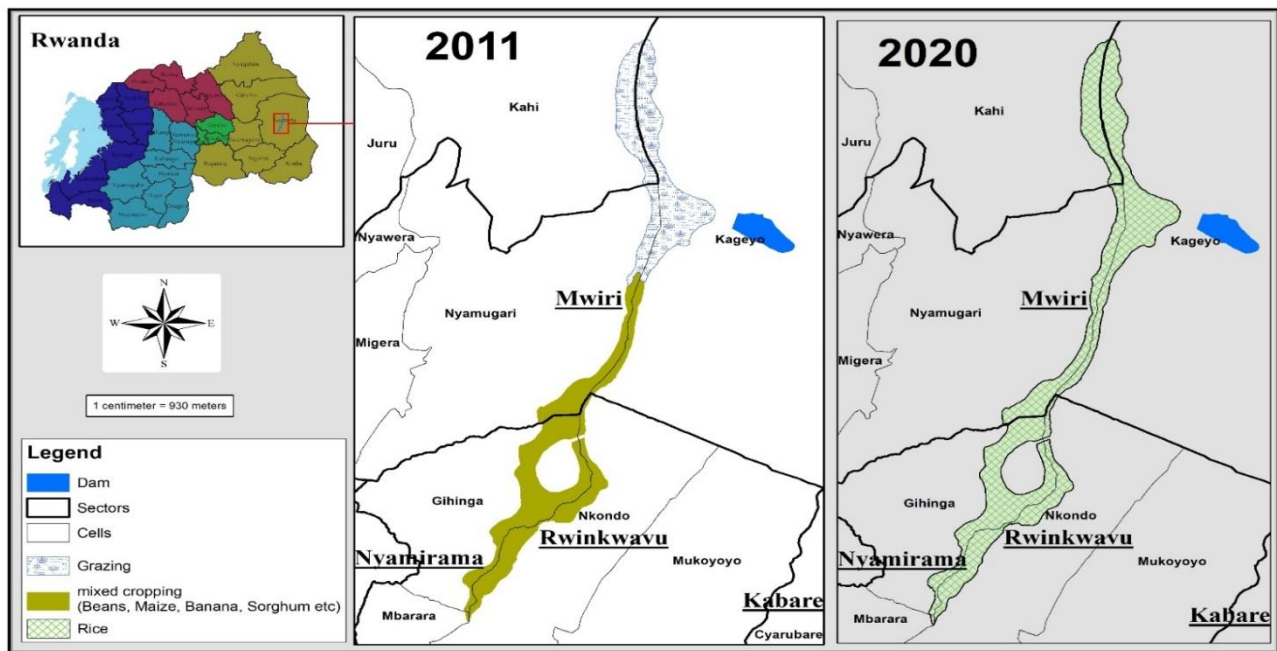 Rwanda
N
W
E
S
1 centimeter = 930 meters
Legend
Dam
Sectors
Cells
Grazing
mixed cropping
(Beans, Maize, Banana, Sorghum etc)
Rice
2011
Kahi
Juru
Nyawera
Kageyo
Mwiri
Nyamugari
Migera
Gihinga
Nkondo
Rwinkwavu
Nyamirama
Mukoyoyo
Kabare
Mbarara
Cyarubare
2020
Kahi
Juru
Nyawera
Kageyo
Mwiri
Nyamugari
Migera
Gihinga
Nkondo
Rwinkwavu
Nyamirama
Mukoyoyo
Kabare
Mbarara